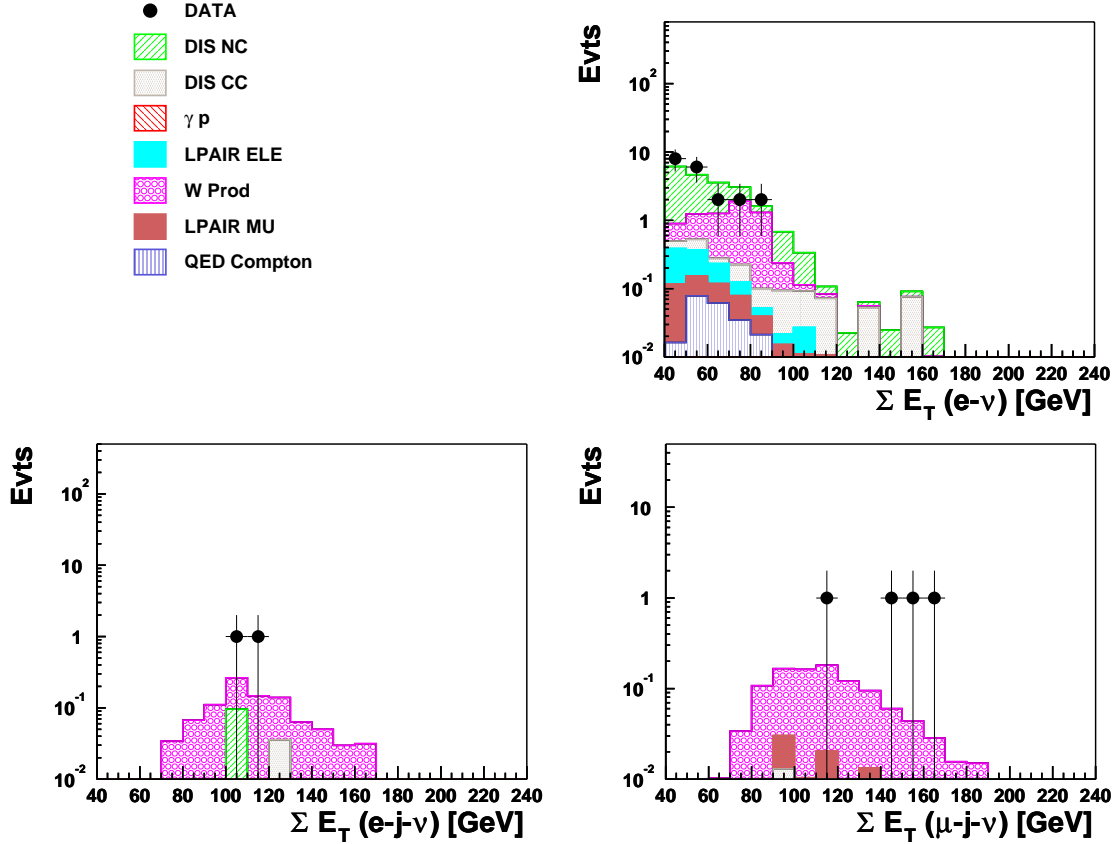 DATA
DIS NC
DIS CC
γ p
LPAIR ELE
W Prod
LPAIR MU
QED Compton
Evts
10²
10
1
10⁻¹
10⁻²
40 60 80 100 120 140 160 180 200 220 240
Σ E_T (e-ν) [GeV]
Evts
10²
10
1
10⁻¹
10⁻²
40 60 80 100 120 140 160 180 200 220 240
Σ E_T (e-j-ν) [GeV]
Evts
10
1
10⁻¹
10⁻²
40 60 80 100 120 140 160 180 200 220 240
Σ E_T (μ-j-ν) [GeV]